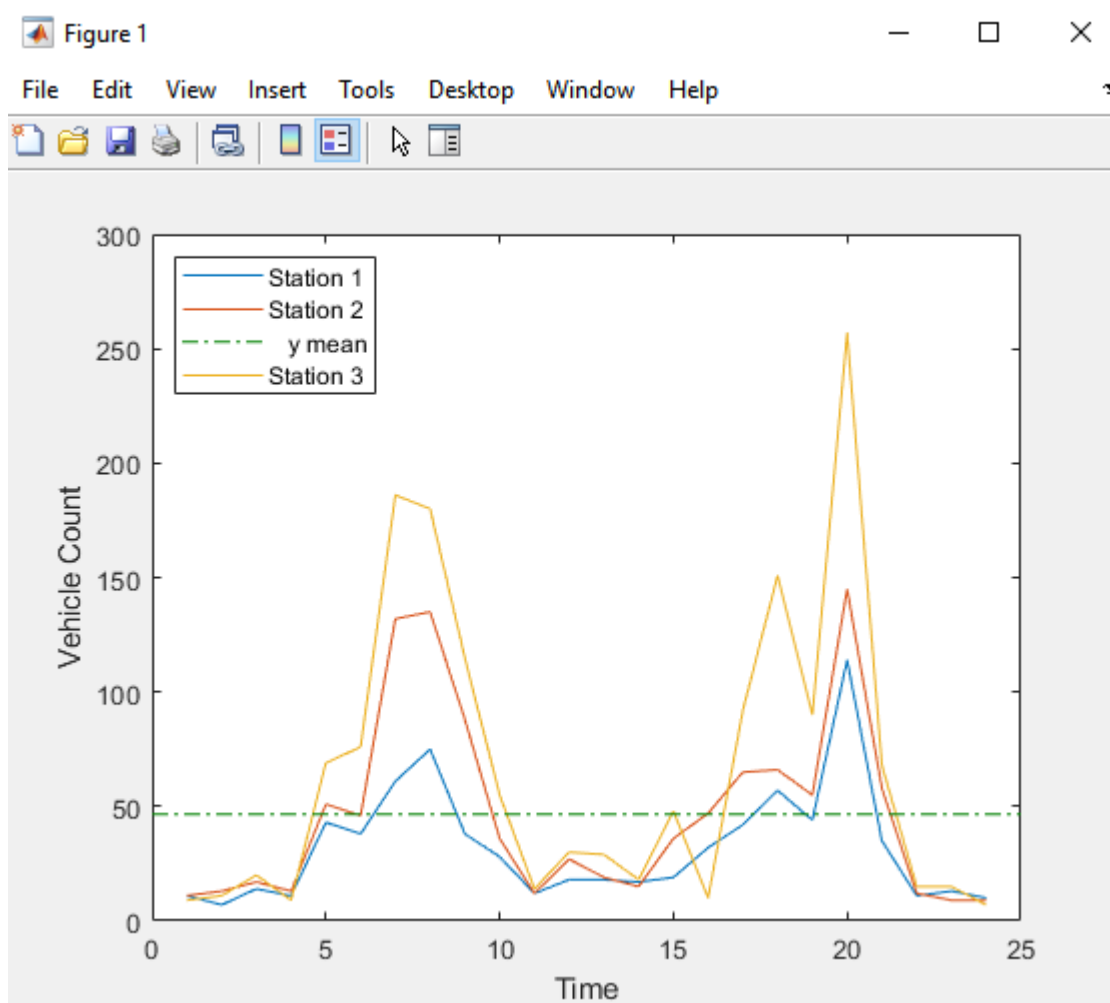 Figure 1
File Edit View Insert Tools Desktop Window Help
300
250
200
150
100
50
0
Vehicle Count
Station 1
Station 2
y mean
Station 3
0 5 10 15 20 25
Time